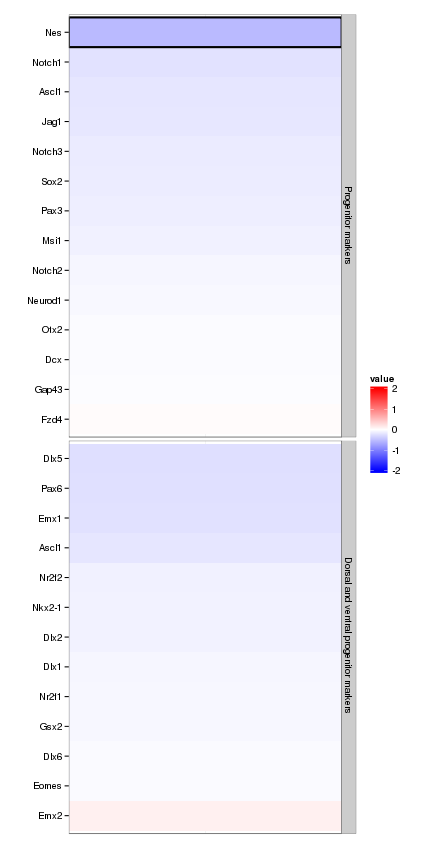 Nes
Notch1
Ascl1
Jag1
Notch3
Sox2
Pax3
Msi1
Notch2
Neurod1
Otx2
Dcx
Gap43
Fzd4
Progenitor markers
Dlx5
Pax6
Emx1
Ascl1
Nr2f2
Nkx2-1
Dlx2
Dlx1
Nr2f1
Gsx2
Dlx6
Eomes
Emx2
Dorsal and ventral progenitor markers
value
2
1
0
-1
-2